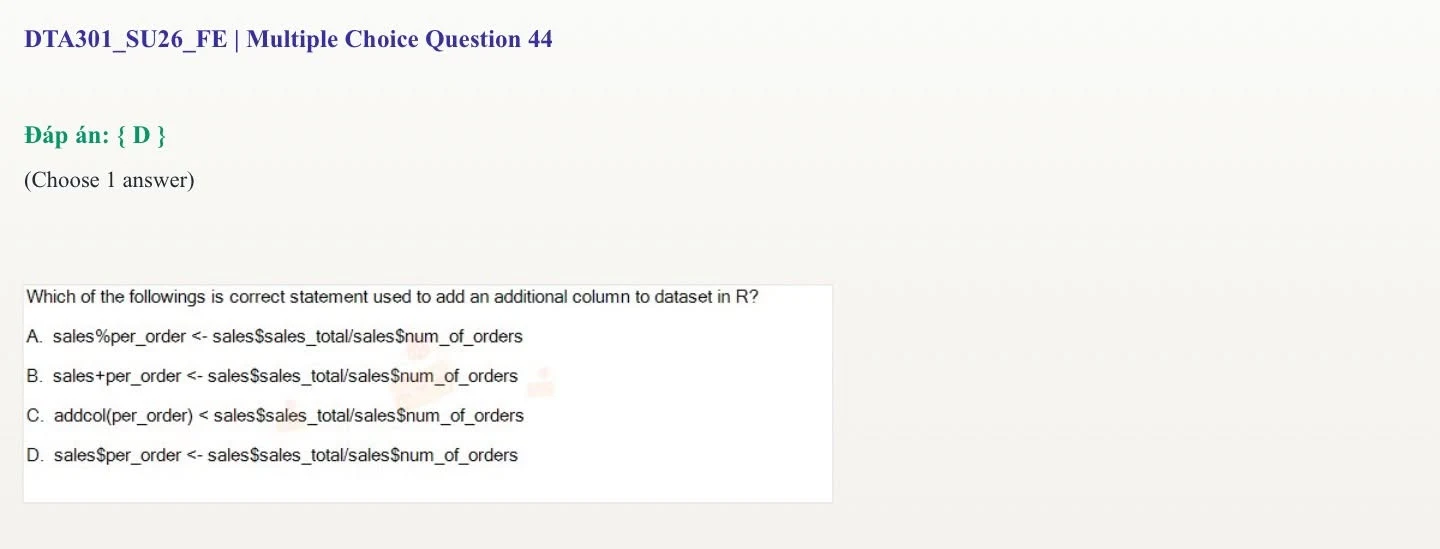 DTA301_SU26_FE | Multiple Choice Question 44
Đáp án: { D }
(Choose 1 answer)
Which of the followings is correct statement used to add an additional column to dataset in R?
A. sales%per_order <- sales$sales_total/sales$num_of_orders
B. sales+per_order <- sales$sales_total/sales$num_of_orders
C. addcol(per_order) < sales$sales_total/sales$num_of_orders
D. sales$per_order <- sales$sales_total/sales$num_of_orders